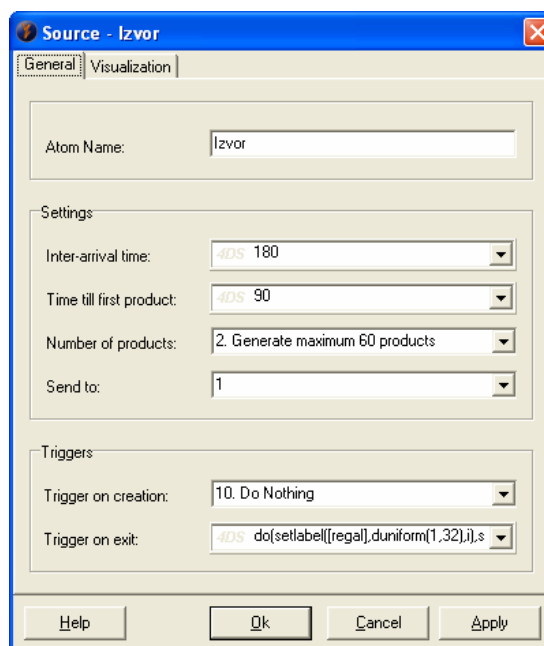 Source - Izvor
General Visualization
Atom Name: Izvor
Settings
Inter-arrival time: 4DS 180
Time till first product: 4DS 90
Number of products: 2. Generate maximum 60 products
Send to: 1
Triggers
Trigger on creation: 10. Do Nothing
Trigger on exit: 4DS do(setlabel([regal],duniform(1,32),i),s
Help Ok Cancel Apply